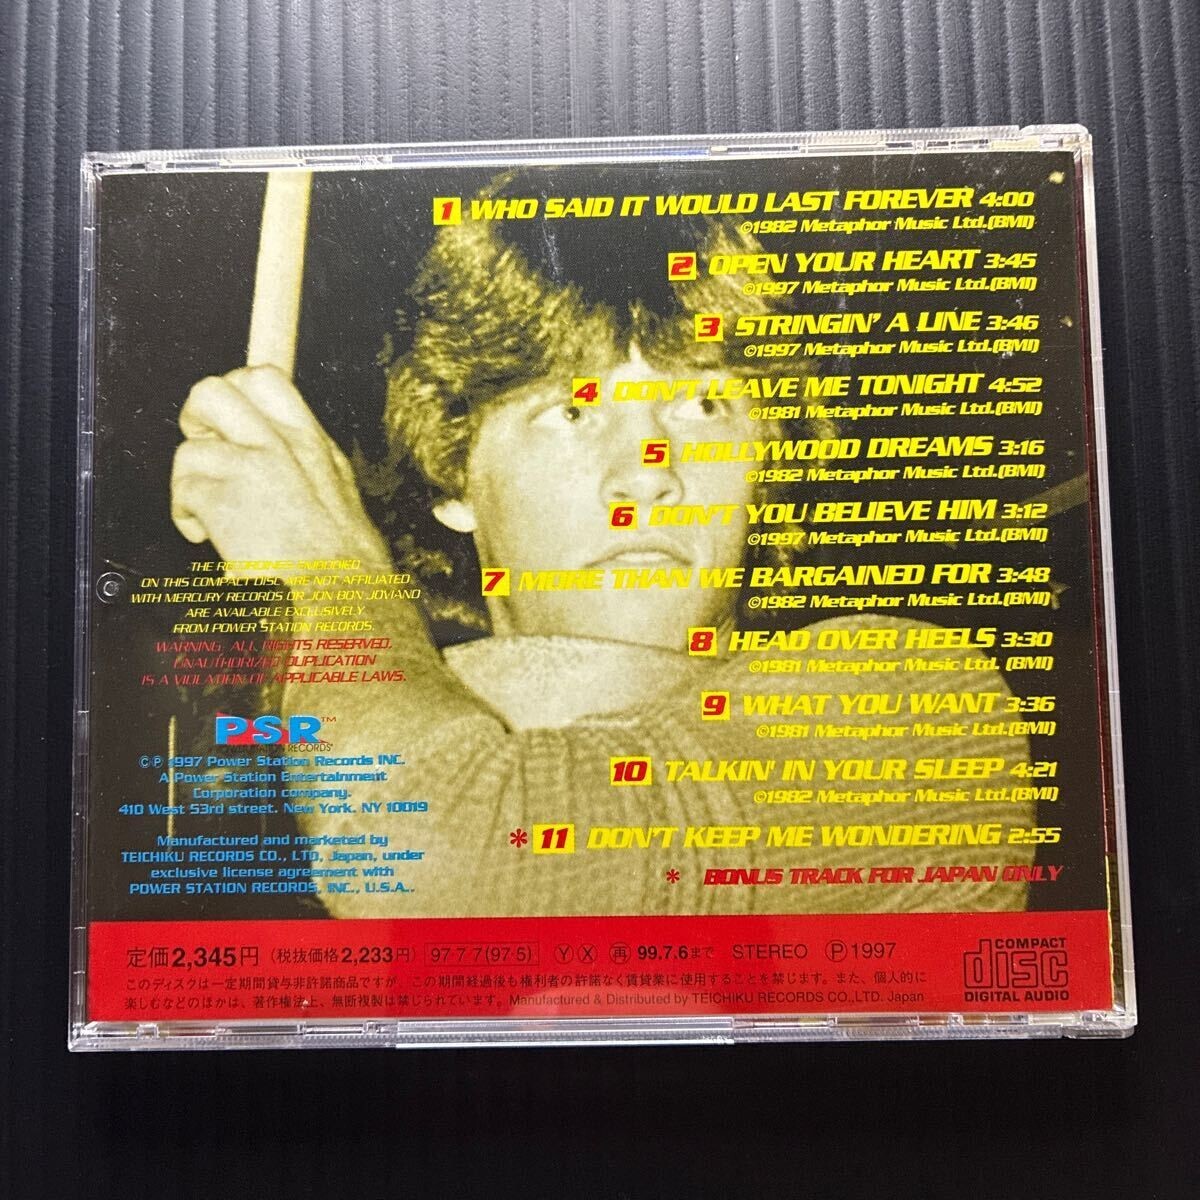 1 WHO SAID IT WOULD LAST FOREVER 4:00
©1982 Metaphor Music Ltd.(BMI)
2 OPEN YOUR HEART 3:45
©1997 Metaphor Music Ltd.(BMI)
3 STRINGIN' A LINE 3:46
©1997 Metaphor Music Ltd.(BMI)
4 DON'T LEAVE ME TONIGHT 4:52
©1981 Metaphor Music Ltd.(BMI)
5 HOLLYWOOD DREAMS 3:16
©1982 Metaphor Music Ltd.(BMI)
6 DON'T YOU BELIEVE HIM 3:12
©1997 Metaphor Music Ltd.(BMI)
7 MORE THAN WE BARGAINED FOR 3:48
©1982 Metaphor Music Ltd.(BMI)
8 HEAD OVER HEELS 3:30
©1981 Metaphor Music Ltd. (BMI)
9 WHAT YOU WANT 3:36
©1981 Metaphor Music Ltd.(BMI)
10 TALKIN' IN YOUR SLEEP 4:21
©1982 Metaphor Music Ltd.(BMI)
* 11 DON'T KEEP ME WONDERING 2:55
* BONUS TRACK FOR JAPAN ONLY
THE RECORDINGS EMBODIED
ON THIS COMPACT DISC ARE NOT AFFILIATED
WITH MERCURY RECORDS OR JON BON JOVIAND
ARE AVAILABLE EXCLUSIVELY
FROM POWER STATION RECORDS.
WARNING. ALL RIGHTS RESERVED.
UNAUTHORIZED DUPLICATION
IS A VIOLATION OF APPLICABLE LAWS.
PSR™
POWER STATION RECORDS
©℗ 1997 Power Station Records INC.
A Power Station Entertainment
Corporation company.
410 West 53rd street. New York. NY 10019
Manufactured and marketed by
TEICHIKU RECORDS CO., LTD, Japan, under
exclusive license agreement with
POWER STATION RECORDS, INC., U.S.A..
定価2,345円 (税抜価格2,233円) 97・7・7(97・5) Ⓨ Ⓧ 再 99.7.6まで STEREO ℗1997
このディスクは一定期間貸与非許諾商品ですが、この期間経過後も権利者の許諾なく賃貸業に使用することを禁じます。また、個人的に
楽しむなどのほかは、著作権法上、無断複製は禁じられています。Manufactured & Distributed by TEICHIKU RECORDS CO.,LTD. Japan
COMPACT
disc
DIGITAL AUDIO